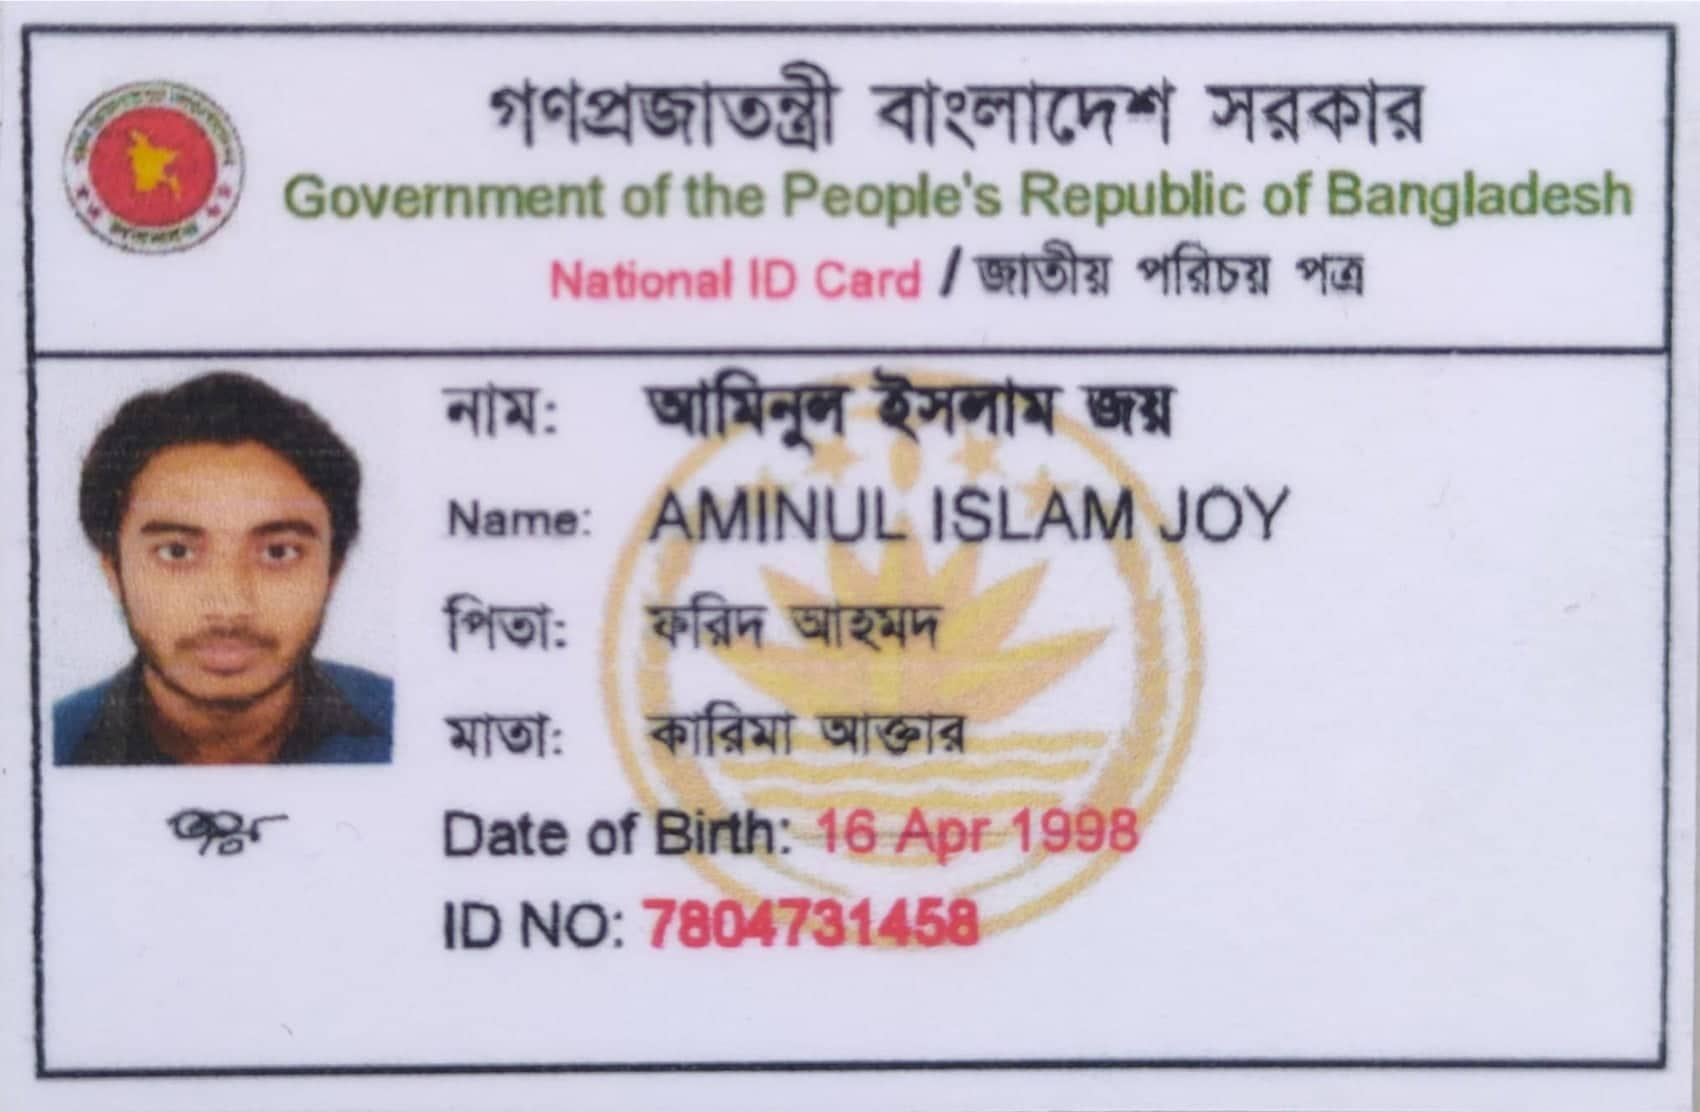 গণপ্রজাতন্ত্রী বাংলাদেশ সরকার
Government of the People's Republic of Bangladesh
National ID Card / জাতীয় পরিচয় পত্র
নাম: আমিনুল ইসলাম জয়
Name: AMINUL ISLAM JOY
পিতা: ফরিদ আহমদ
মাতা: কারিমা আক্তার
Date of Birth: 16 Apr 1998
ID NO: 7804731458